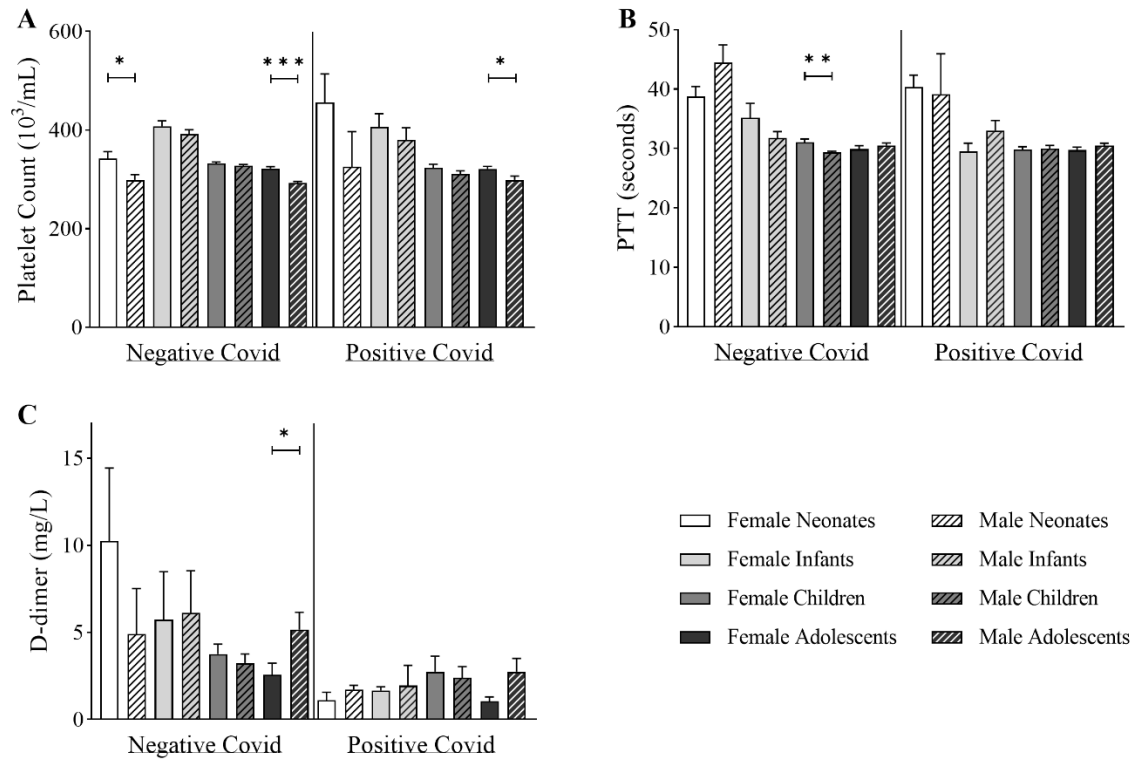 A
Platelet Count (10³/mL)
600
400
200
0
*
* * *
*
Negative Covid
Positive Covid
B
PTT (seconds)
50
40
30
20
10
0
* *
Negative Covid
Positive Covid
C
D-dimer (mg/L)
15
10
5
0
*
Negative Covid
Positive Covid
Female Neonates
Male Neonates
Female Infants
Male Infants
Female Children
Male Children
Female Adolescents
Male Adolescents